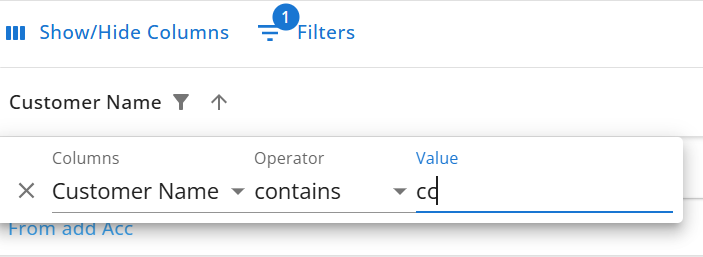 Show/Hide Columns 1 Filters
Customer Name
Columns Operator Value
Customer Name contains cc
From add Acc